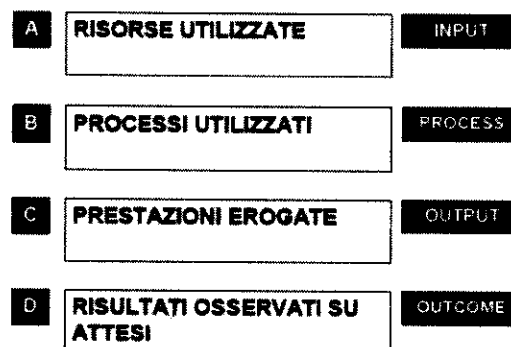 A RISORSE UTILIZZATE INPUT
B PROCESSI UTILIZZATI PROCESS
C PRESTAZIONI EROGATE OUTPUT
D RISULTATI OSSERVATI SU OUTCOME
ATTESI